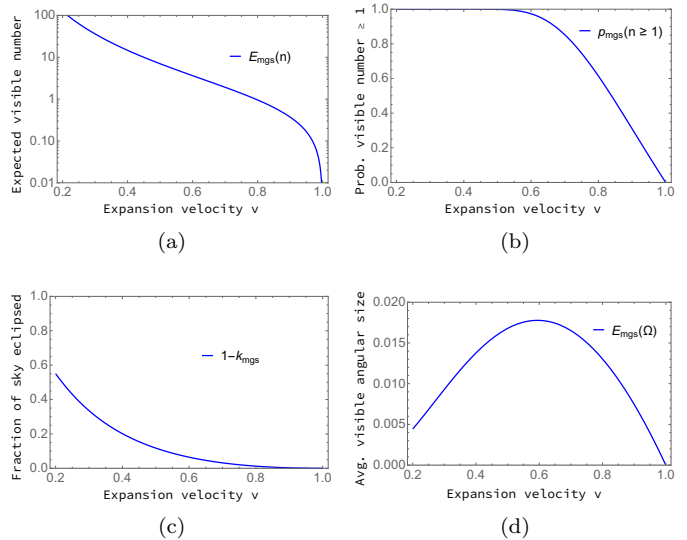 Expected visible number
100
10
1
0.10
0.01
0.2 0.4 0.6 0.8 1.0
Expansion velocity v
E_mgs(n)
(a)
Prob. visible number ≥ 1
1.0
0.8
0.6
0.4
0.2
0.0
0.2 0.4 0.6 0.8 1.0
Expansion velocity v
p_mgs(n ≥ 1)
(b)
Fraction of sky eclipsed
1.0
0.8
0.6
0.4
0.2
0.0
0.2 0.4 0.6 0.8 1.0
Expansion velocity v
1-k_mgs
(c)
Avg. visible angular size
0.020
0.015
0.010
0.005
0.000
0.2 0.4 0.6 0.8 1.0
Expansion velocity v
E_mgs(Ω)
(d)